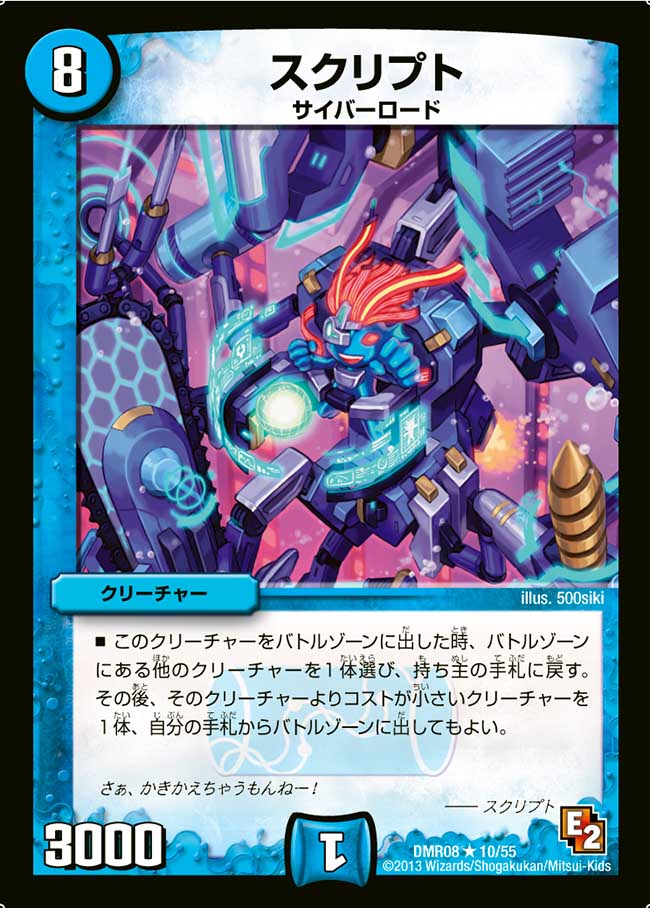 8
スクリプト
サイバーロード
クリーチャー
illus. 500siki
■ このクリーチャーをバトルゾーンに出した時、バトルゾーン
にある他のクリーチャーを1体選び、持ち主の手札に戻す。
その後、そのクリーチャーよりコストが小さいクリーチャーを
1体、自分の手札からバトルゾーンに出してもよい。
さぁ、かきかえちゃうもんねー!
—— スクリプト
3000
1
E2
DMR08 ★ 10/55
©2013 Wizards/Shogakukan/Mitsui-Kids